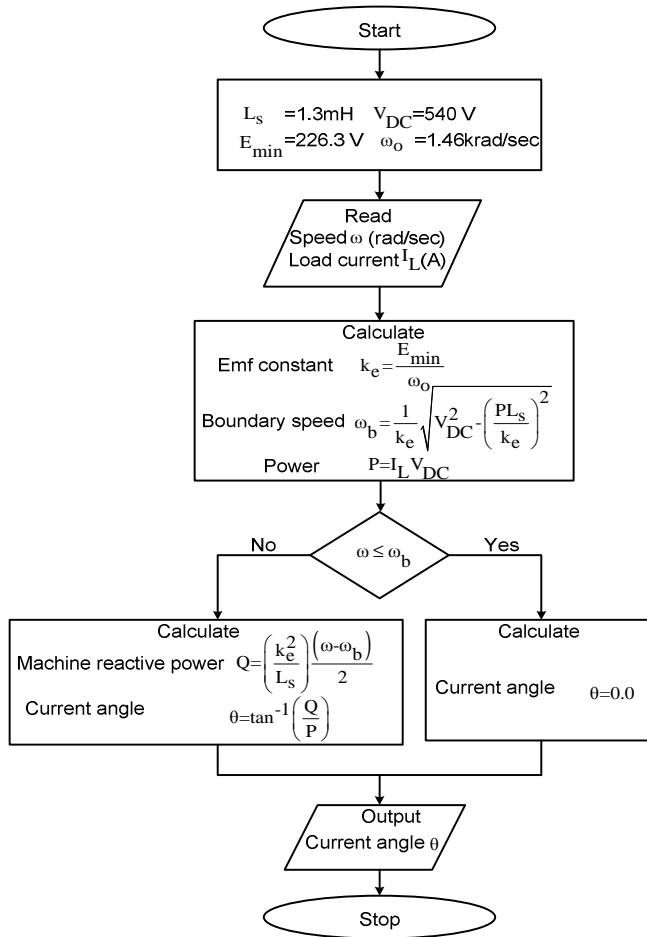 Start
L_s =1.3mH V_DC=540 V
E_min=226.3 V ω_o =1.46krad/sec
Read
Speed ω (rad/sec)
Load current I_L(A)
Calculate
Emf constant k_e=E_min/ω_o
Boundary speed ω_b=1/k_e √(V_DC^2-(PL_s/k_e)^2)
Power P=I_L V_DC
No
ω ≤ ω_b
Yes
Calculate
Machine reactive power Q=(k_e^2/L_s)(ω-ω_b)/2
Current angle θ=tan^-1(Q/P)
Calculate
Current angle θ=0.0
Output
Current angle θ
Stop